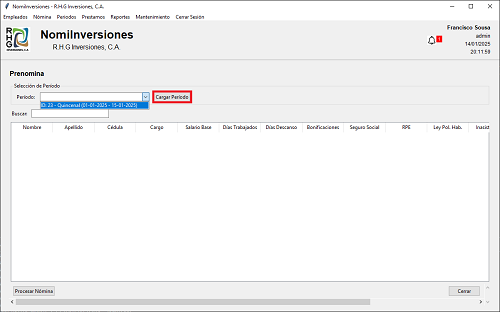 NomiInversiones - R.H.G Inversiones, C.A.
Empleados Nómina Periodos Prestamos Reportes Mantenimiento Cerrar Sesión
R.H.G
INVERSIONES, C.A.
NomiInversiones
R.H.G Inversiones, C.A.
1
Francisco Sousa
admin
14/01/2025
20:11:59
Prenomina
Selección de Periodo
Periodo:
Cargar Periodo
ID: 23 - Quincenal (01-01-2025 - 15-01-2025)
Buscar:
Nombre Apellido Cédula Cargo Salario Base Días Trabajados Días Descanso Bonificaciones Seguro Social RPE Ley Pol. Hab. Inasist
Procesar Nómina
Cerrar